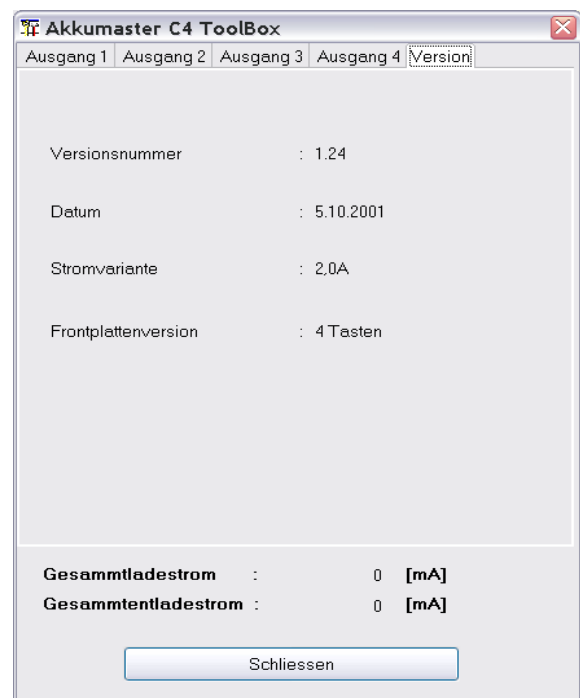 Akkumaster C4 ToolBox
Ausgang 1 Ausgang 2 Ausgang 3 Ausgang 4 Version
Versionsnummer : 1.24
Datum : 5.10.2001
Stromvariante : 2,0A
Frontplattenversion : 4 Tasten
Gesammtladestrom : 0 [mA]
Gesammtentladestrom : 0 [mA]
Schliessen